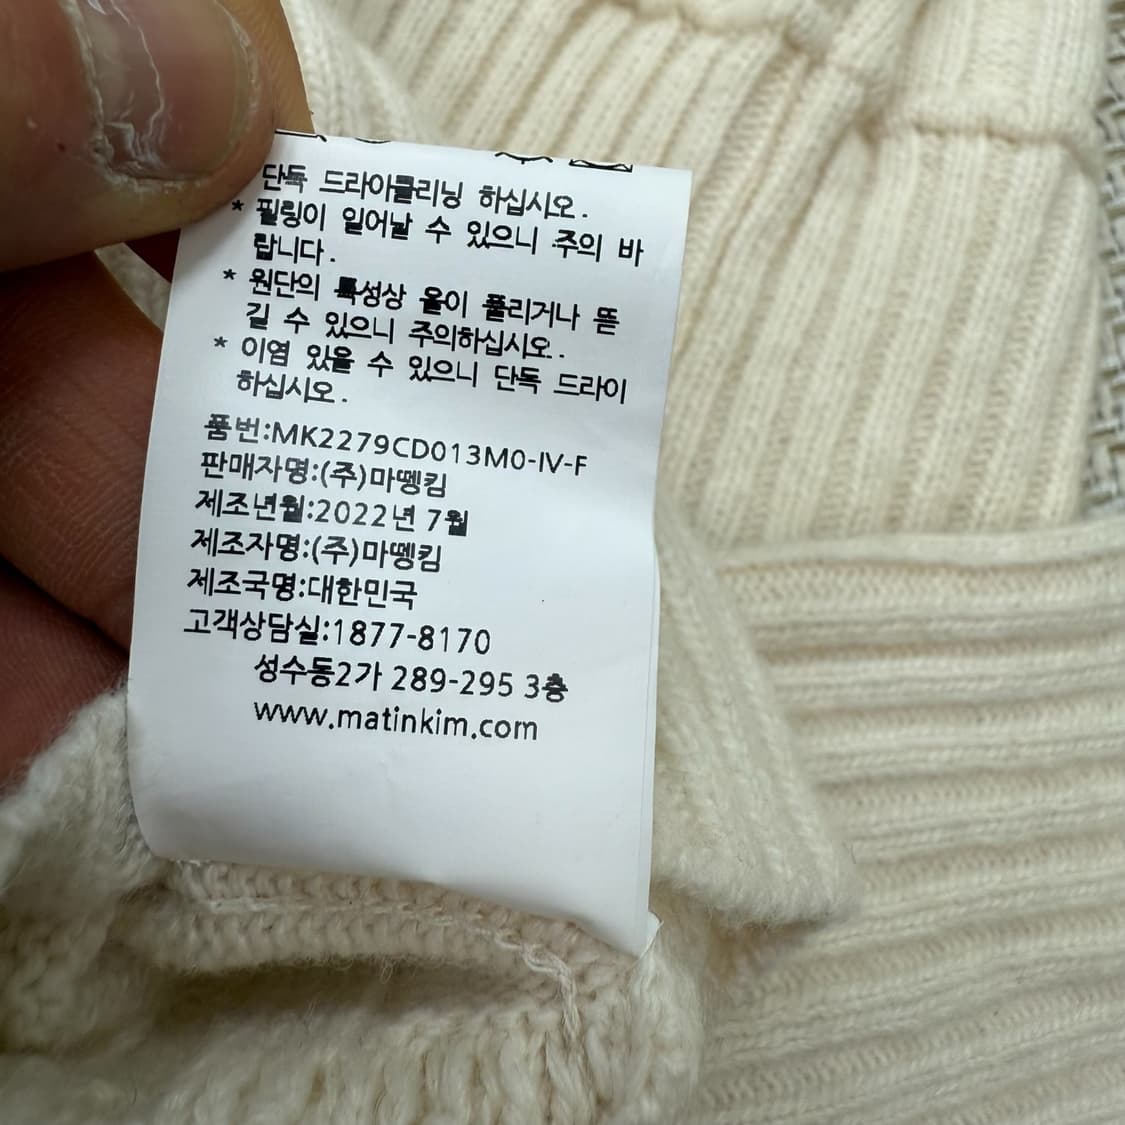 단독 드라이클리닝 하십시오.
* 필링이 일어날 수 있으니 주의 바
랍니다.
* 원단의 특성상 올이 풀리거나 뜯
길 수 있으니 주의하십시오.
* 이염 있을 수 있으니 단독 드라이
하십시오.
품번:MK2279CD013M0-IV-F
판매자명:(주)마뗑킴
제조년월:2022년 7월
제조자명:(주)마뗑킴
제조국명:대한민국
고객상담실:1877-8170
성수동2가 289-295 3층
www.matinkim.com